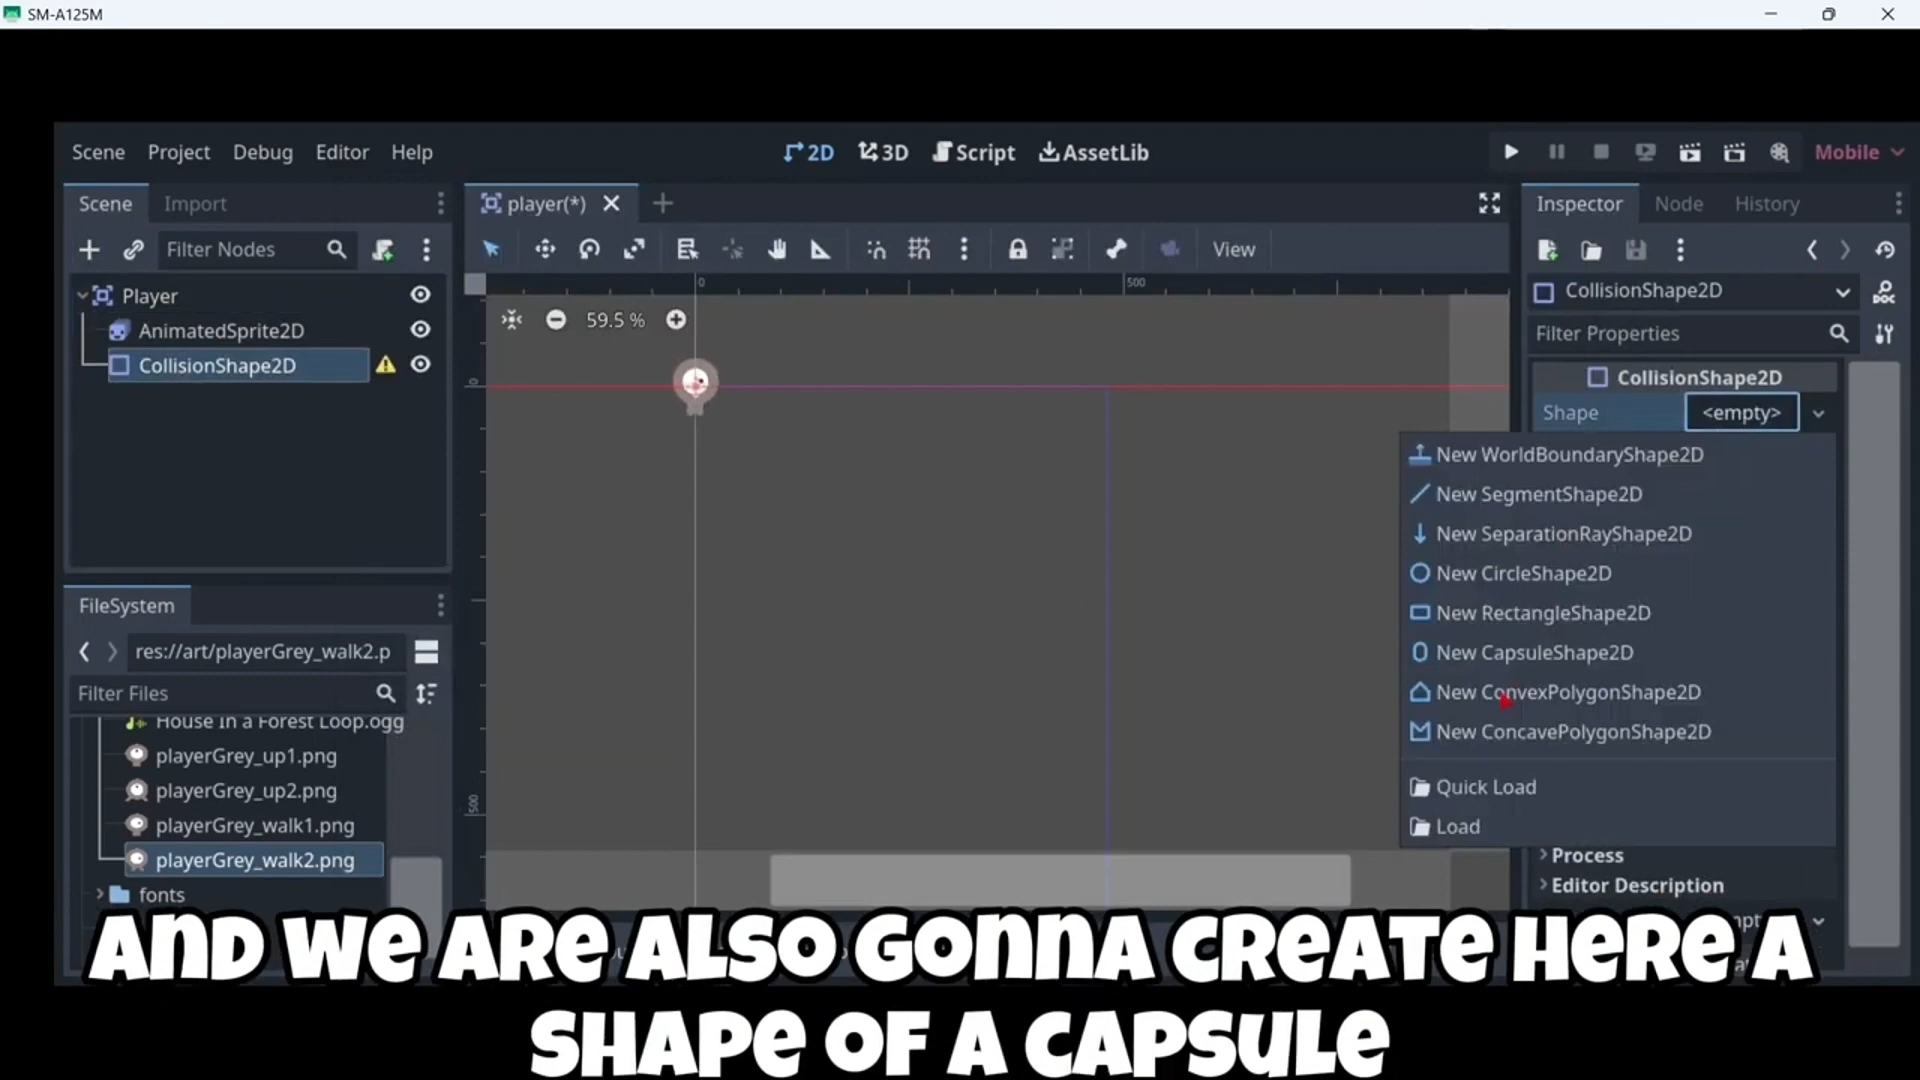 SM-A125M
Scene Project Debug Editor Help
2D 3D Script AssetLib
Mobile
Scene Import
player(*)
Inspector Node History
Filter Nodes
View
Player
AnimatedSprite2D
CollisionShape2D
0
500
59.5 %
0
500
CollisionShape2D
DOC
Filter Properties
CollisionShape2D
Shape <empty>
New WorldBoundaryShape2D
New SegmentShape2D
New SeparationRayShape2D
New CircleShape2D
New RectangleShape2D
New CapsuleShape2D
New ConvexPolygonShape2D
New ConcavePolygonShape2D
Quick Load
Load
Process
Editor Description
FileSystem
res://art/playerGrey_walk2.p
Filter Files
House In a Forest Loop.ogg
playerGrey_up1.png
playerGrey_up2.png
playerGrey_walk1.png
playerGrey_walk2.png
fonts
AND WE ARE ALSO GONNA CREATE HERE A
SHAPE OF A CAPSULE